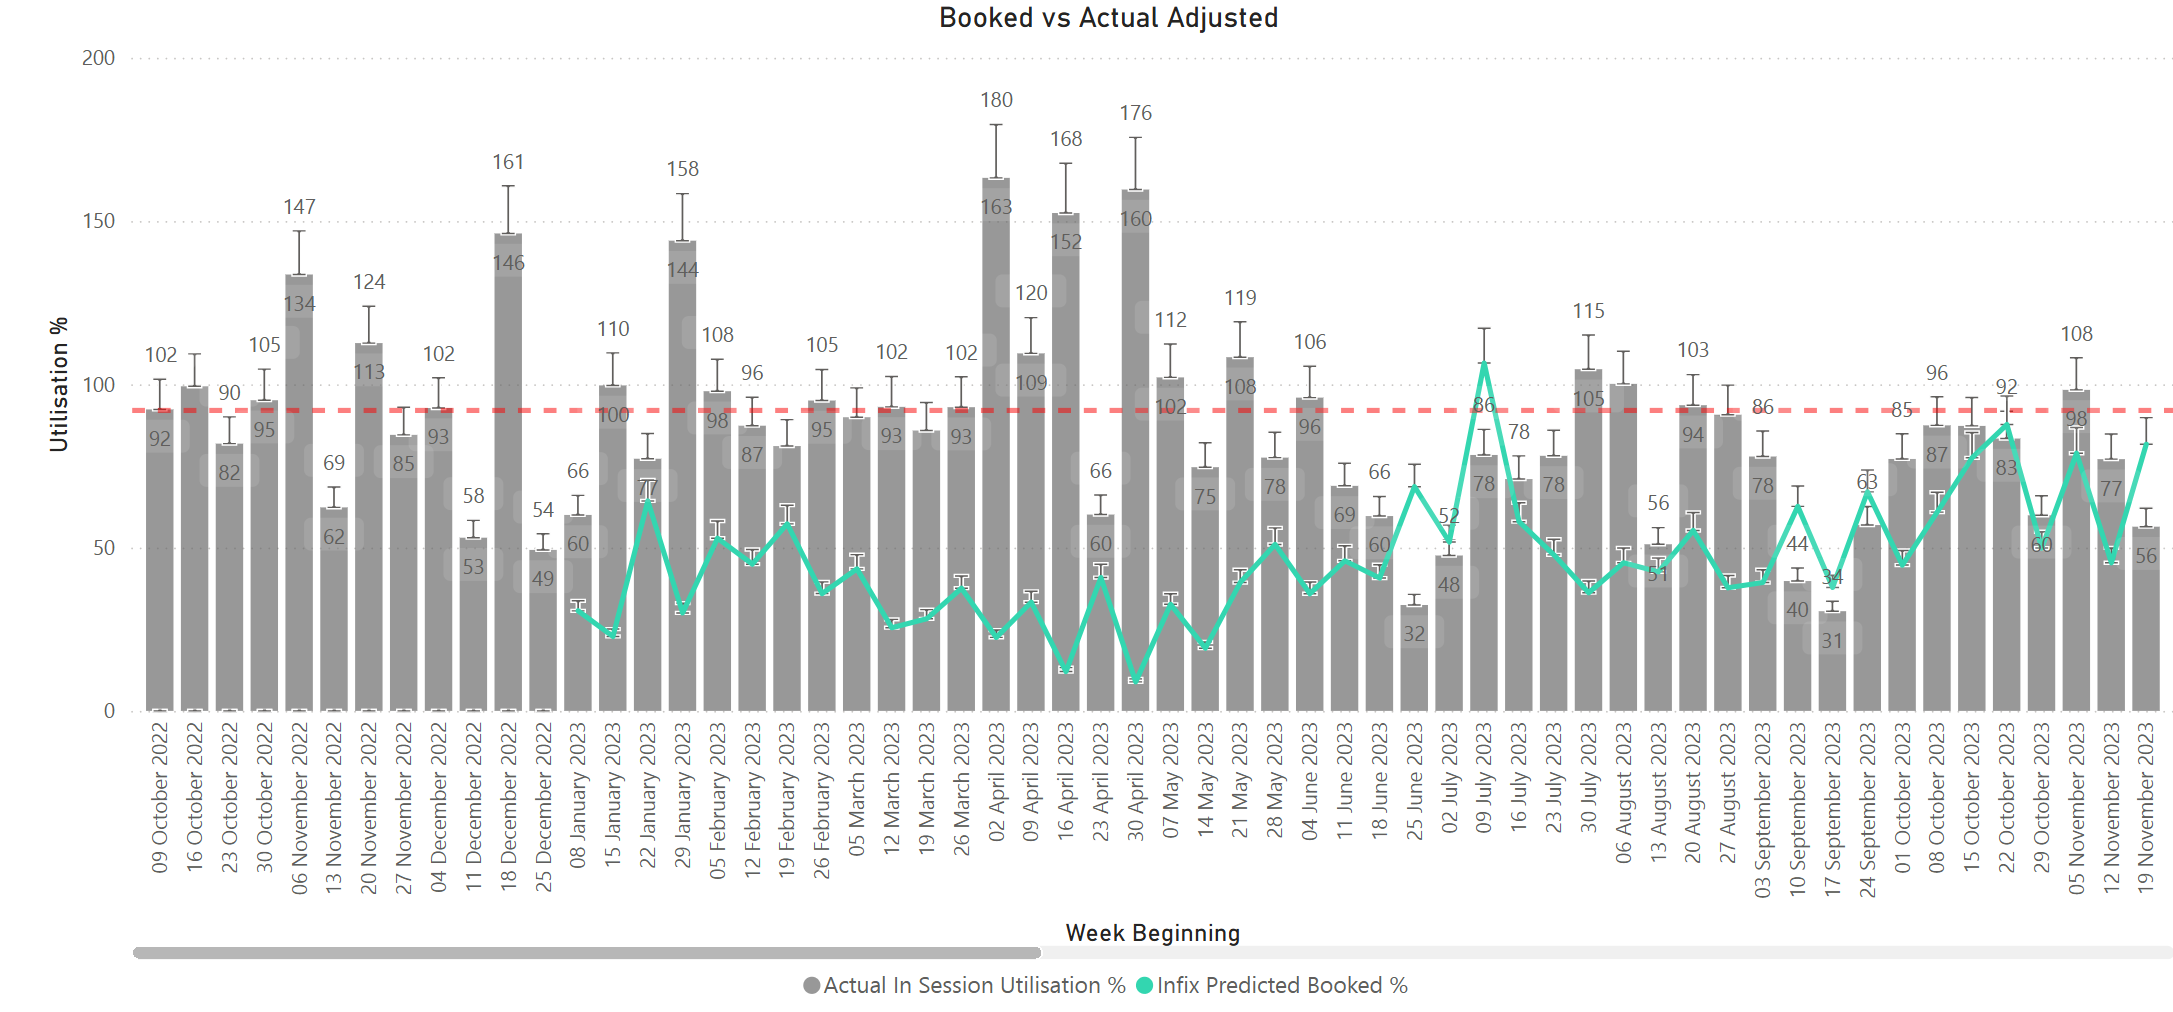 Booked vs Actual Adjusted
Utilisation %
200
150
100
50
0
102
92
90
82
105
95
147
134
69
62
124
113
85
102
93
58
53
161
146
54
49
66
60
110
100
77
158
144
108
98
96
87
105
95
102
93
102
93
180
163
120
109
168
152
66
60
176
160
112
102
75
119
108
78
106
96
69
66
60
32
52
48
86
78
78
78
115
105
56
51
103
94
86
78
44
40
34
31
63
85
96
87
92
83
60
108
98
77
56
09 October 2022
16 October 2022
23 October 2022
30 October 2022
06 November 2022
13 November 2022
20 November 2022
27 November 2022
04 December 2022
11 December 2022
18 December 2022
25 December 2022
08 January 2023
15 January 2023
22 January 2023
29 January 2023
05 February 2023
12 February 2023
19 February 2023
26 February 2023
05 March 2023
12 March 2023
19 March 2023
26 March 2023
02 April 2023
09 April 2023
16 April 2023
23 April 2023
30 April 2023
07 May 2023
14 May 2023
21 May 2023
28 May 2023
04 June 2023
11 June 2023
18 June 2023
25 June 2023
02 July 2023
09 July 2023
16 July 2023
23 July 2023
30 July 2023
06 August 2023
13 August 2023
20 August 2023
27 August 2023
03 September 2023
10 September 2023
17 September 2023
24 September 2023
01 October 2023
08 October 2023
15 October 2023
22 October 2023
29 October 2023
05 November 2023
12 November 2023
19 November 2023
Week Beginning
Actual In Session Utilisation %
Infix Predicted Booked %